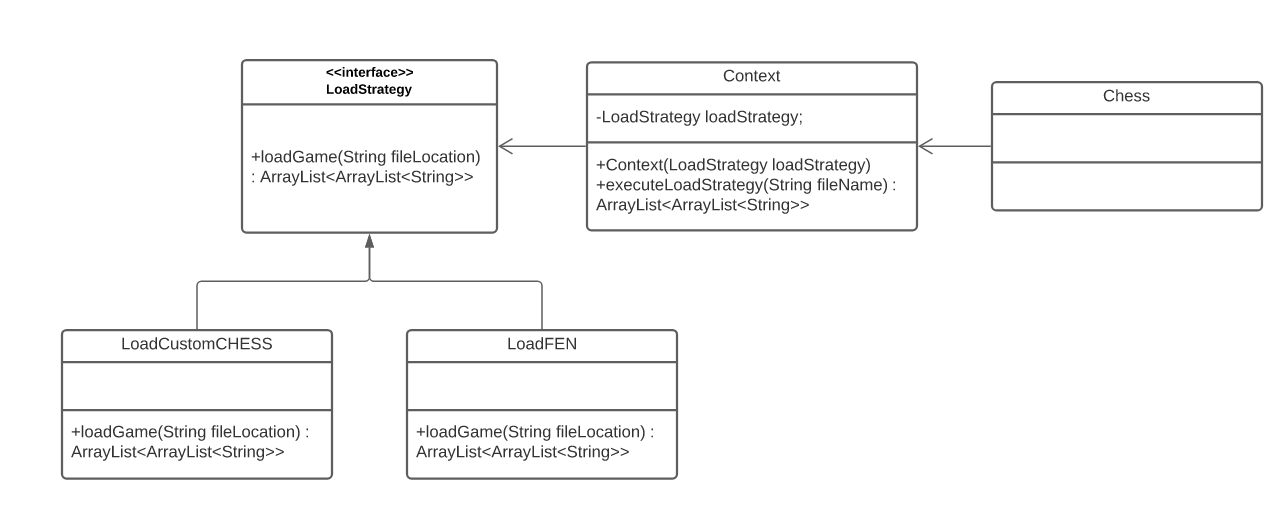 <<interface>>
LoadStrategy
+loadGame(String fileLocation)
: ArrayList<ArrayList<String>>
Context
-LoadStrategy loadStrategy;
+Context(LoadStrategy loadStrategy)
+executeLoadStrategy(String fileName) :
ArrayList<ArrayList<String>>
Chess
LoadCustomCHESS
+loadGame(String fileLocation) :
ArrayList<ArrayList<String>>
LoadFEN
+loadGame(String fileLocation) :
ArrayList<ArrayList<String>>